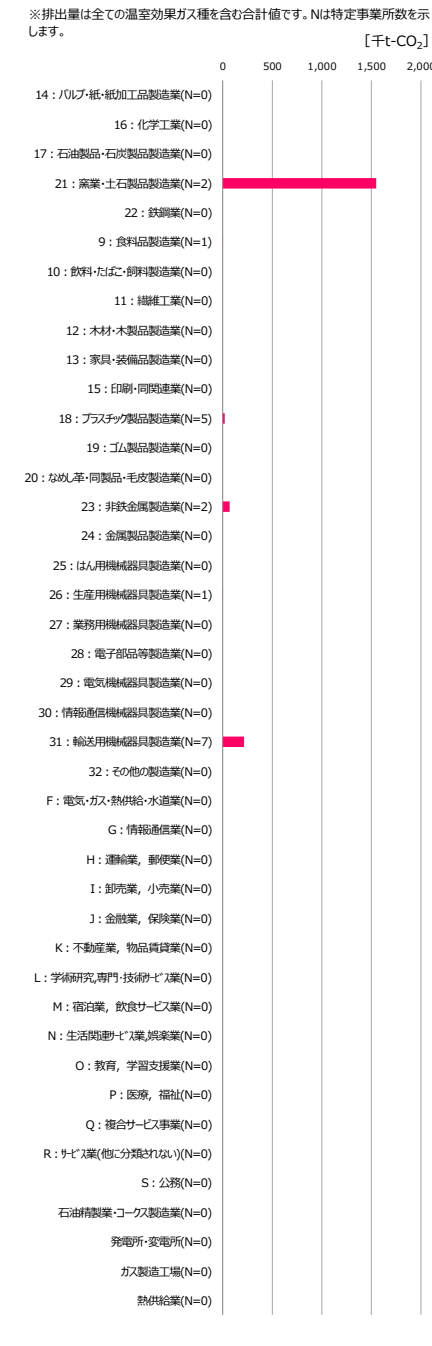 ※排出量は全ての温室効果ガス種を含む合計値です。Nは特定事業所数を示
します。
[千t-CO₂]
0 500 1,000 1,500 2,000
14：パルプ・紙・紙加工品製造業(N=0)
16：化学工業(N=0)
17：石油製品・石炭製品製造業(N=0)
21：窯業・土石製品製造業(N=2)
22：鉄鋼業(N=0)
9：食料品製造業(N=1)
10：飲料・たばこ・飼料製造業(N=0)
11：繊維工業(N=0)
12：木材・木製品製造業(N=0)
13：家具・装備品製造業(N=0)
15：印刷・同関連業(N=0)
18：プラスチック製品製造業(N=5)
19：ゴム製品製造業(N=0)
20：なめし革・同製品・毛皮製造業(N=0)
23：非鉄金属製造業(N=2)
24：金属製品製造業(N=0)
25：はん用機械器具製造業(N=0)
26：生産用機械器具製造業(N=1)
27：業務用機械器具製造業(N=0)
28：電子部品等製造業(N=0)
29：電気機械器具製造業(N=0)
30：情報通信機械器具製造業(N=0)
31：輸送用機械器具製造業(N=7)
32：その他の製造業(N=0)
F：電気・ガス・熱供給・水道業(N=0)
G：情報通信業(N=0)
H：運輸業，郵便業(N=0)
I：卸売業，小売業(N=0)
J：金融業，保険業(N=0)
K：不動産業，物品賃貸業(N=0)
L：学術研究,専門・技術ｻｰﾋﾞｽ業(N=0)
M：宿泊業，飲食サービス業(N=0)
N：生活関連ｻｰﾋﾞｽ業,娯楽業(N=0)
O：教育，学習支援業(N=0)
P：医療，福祉(N=0)
Q：複合サービス事業(N=0)
R：ｻｰﾋﾞｽ業(他に分類されない)(N=0)
S：公務(N=0)
石油精製業・コークス製造業(N=0)
発電所・変電所(N=0)
ガス製造工場(N=0)
熱供給業(N=0)